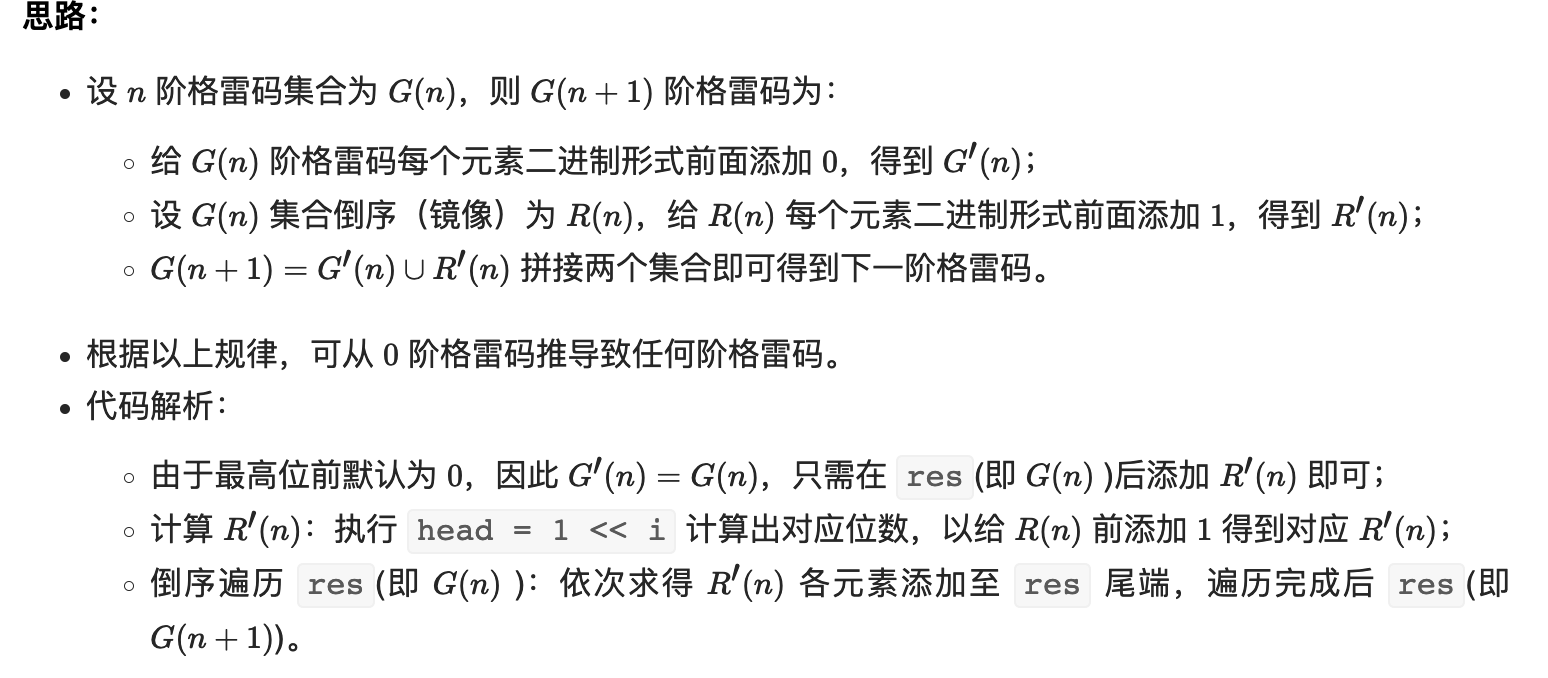 思路：
• 设 n 阶格雷码集合为 G(n)，则 G(n + 1) 阶格雷码为：
○ 给 G(n) 阶格雷码每个元素二进制形式前面添加 0，得到 G′(n)；
○ 设 G(n) 集合倒序（镜像）为 R(n)，给 R(n) 每个元素二进制形式前面添加 1，得到 R′(n)；
○ G(n + 1) = G′(n) ∪ R′(n) 拼接两个集合即可得到下一阶格雷码。
• 根据以上规律，可从 0 阶格雷码推导致任何阶格雷码。
• 代码解析：
○ 由于最高位前默认为 0，因此 G′(n) = G(n)，只需在 res (即 G(n) )后添加 R′(n) 即可；
○ 计算 R′(n)：执行 head = 1 << i 计算出对应位数，以给 R(n) 前添加 1 得到对应 R′(n)；
○ 倒序遍历 res (即 G(n) )：依次求得 R′(n) 各元素添加至 res 尾端，遍历完成后 res (即
G(n + 1))。